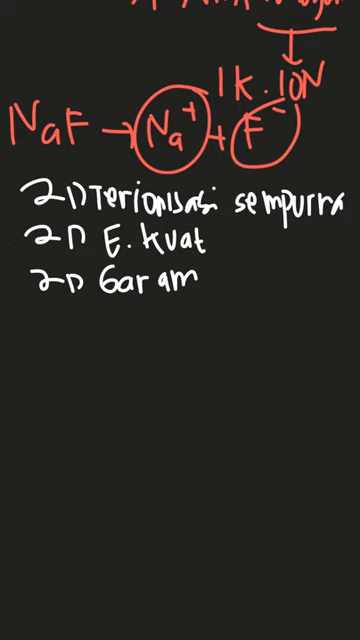 1k. ION
NaF → Na+ + F-
Terionisasi sempurna
E. kuat
Garam